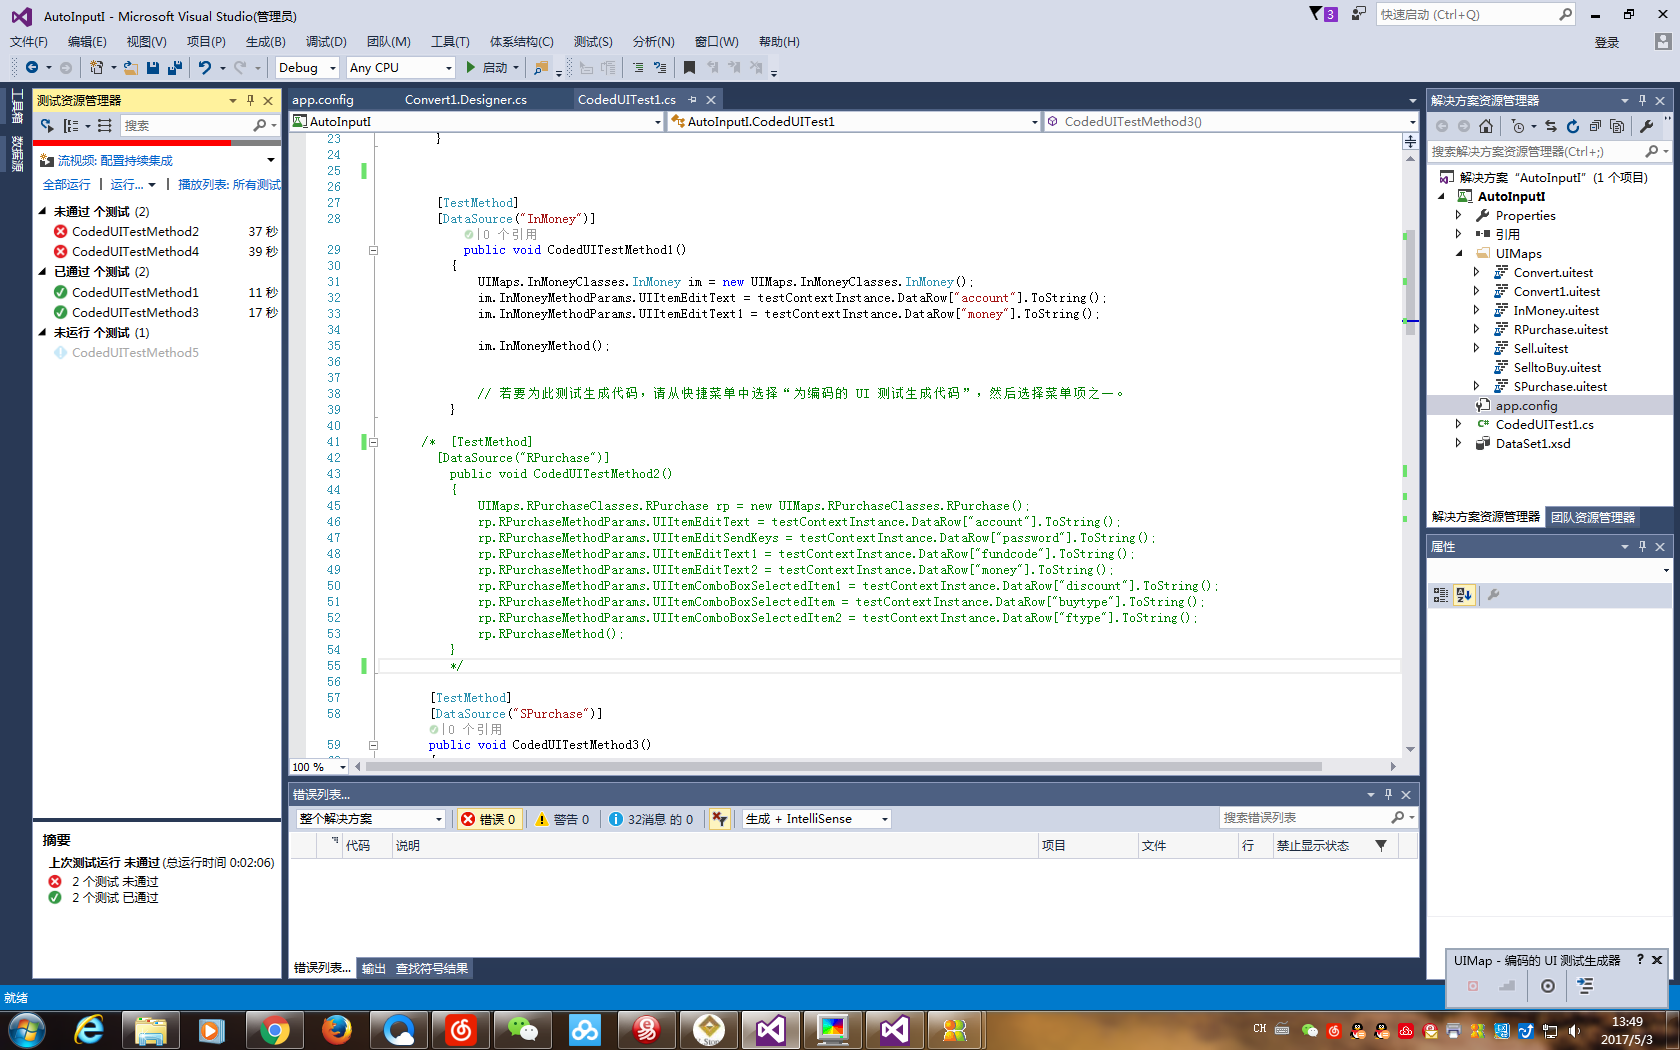 AutoInputI - Microsoft Visual Studio(管理员)
3
快速启动 (Ctrl+Q)
文件(F) 编辑(E) 视图(V) 项目(P) 生成(B) 调试(D) 团队(M) 工具(T) 体系结构(C) 测试(S) 分析(N) 窗口(W) 帮助(H)
登录
Debug
Any CPU
启动
工具箱
数据源
测试资源管理器
搜索
流视频: 配置持续集成
全部运行 | 运行... | 播放列表: 所有测试
未通过 个测试 (2)
CodedUITestMethod2 37 秒
CodedUITestMethod4 39 秒
已通过 个测试 (2)
CodedUITestMethod1 11 秒
CodedUITestMethod3 17 秒
未运行 个测试 (1)
CodedUITestMethod5
摘要
上次测试运行 未通过 (总运行时间 0:02:06)
2 个测试 未通过
2 个测试 已通过
app.config
Convert1.Designer.cs
CodedUITest1.cs
AutoInputI
AutoInputI.CodedUITest1
CodedUITestMethod3()
23 }
24
25
26
27 [TestMethod]
28 [DataSource("InMoney")]
|0 个引用
29 public void CodedUITestMethod1()
30 {
31 UIMaps.InMoneyClasses.InMoney im = new UIMaps.InMoneyClasses.InMoney();
32 im.InMoneyMethodParams.UIItemEditText = testContextInstance.DataRow["account"].ToString();
33 im.InMoneyMethodParams.UIItemEditText1 = testContextInstance.DataRow["money"].ToString();
34
35 im.InMoneyMethod();
36
37
38 // 若要为此测试生成代码，请从快捷菜单中选择“为编码的 UI 测试生成代码”，然后选择菜单项之一。
39 }
40
41 /* [TestMethod]
42 [DataSource("RPurchase")]
43 public void CodedUITestMethod2()
44 {
45 UIMaps.RPurchaseClasses.RPurchase rp = new UIMaps.RPurchaseClasses.RPurchase();
46 rp.RPurchaseMethodParams.UIItemEditText = testContextInstance.DataRow["account"].ToString();
47 rp.RPurchaseMethodParams.UIItemEditSendKeys = testContextInstance.DataRow["password"].ToString();
48 rp.RPurchaseMethodParams.UIItemEditText1 = testContextInstance.DataRow["fundcode"].ToString();
49 rp.RPurchaseMethodParams.UIItemEditText2 = testContextInstance.DataRow["money"].ToString();
50 rp.RPurchaseMethodParams.UIItemComboBoxSelectedItem1 = testContextInstance.DataRow["discount"].ToString();
51 rp.RPurchaseMethodParams.UIItemComboBoxSelectedItem = testContextInstance.DataRow["buytype"].ToString();
52 rp.RPurchaseMethodParams.UIItemComboBoxSelectedItem2 = testContextInstance.DataRow["ftype"].ToString();
53 rp.RPurchaseMethod();
54 }
55 */
56
57 [TestMethod]
58 [DataSource("SPurchase")]
|0 个引用
59 public void CodedUITestMethod3()
100 %
错误列表...
整个解决方案
错误 0
警告 0
32消息 的 0
生成 + IntelliSense
搜索错误列表
代码 说明 项目 文件 行 禁止显示状态
错误列表... 输出 查找符号结果
解决方案资源管理器
搜索解决方案资源管理器(Ctrl+;)
解决方案“AutoInputI” (1 个项目)
AutoInputI
Properties
引用
UIMaps
Convert.uitest
Convert1.uitest
InMoney.uitest
RPurchase.uitest
Sell.uitest
SelltoBuy.uitest
SPurchase.uitest
app.config
CodedUITest1.cs
DataSet1.xsd
解决方案资源管理器 团队资源管理器
属性
UIMap - 编码的 UI 测试生成器
就绪
CH
13:49
2017/5/3